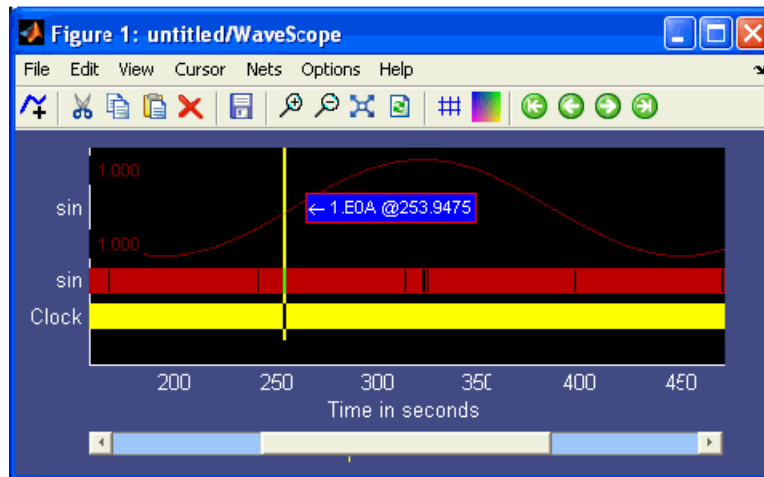 Figure 1: untitled/WaveScope
File Edit View Cursor Nets Options Help
1.000
sin
← 1.E0A @253.9475
1.000
sin
Clock
200 250 300 350 400 450
Time in seconds